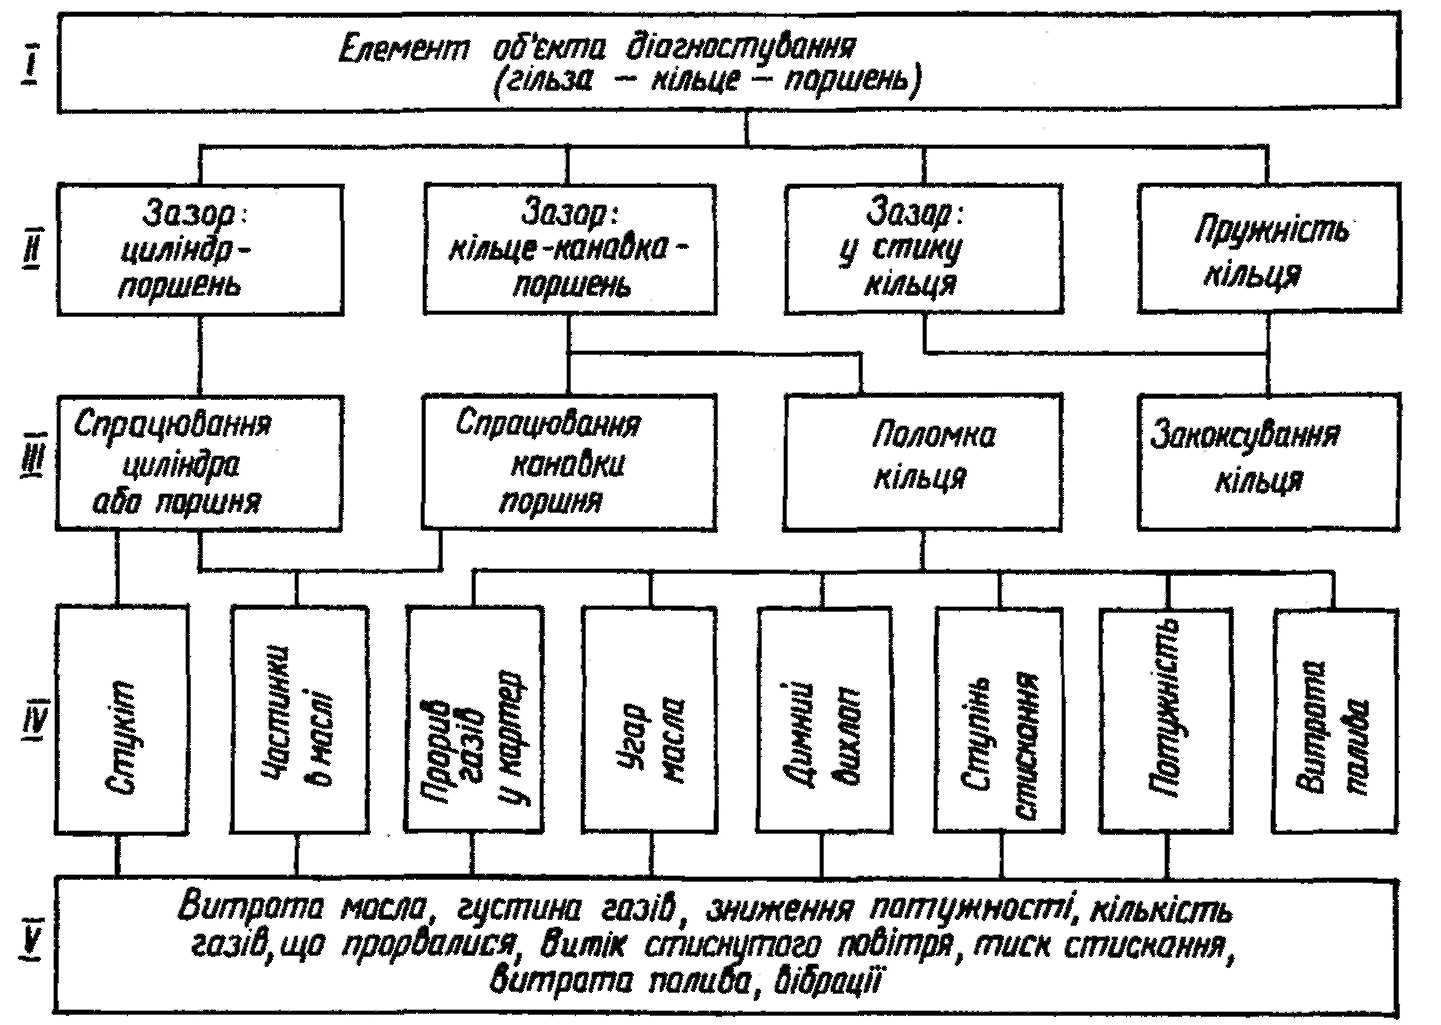 I
Елемент об'єкта діагностування
(гільза – кільце – поршень)
II
Зазор:
циліндр-
поршень
Зазор:
кільце-канавка-
поршень
Зазор:
у стику
кільця
Пружність
кільця
III
Спрацювання
циліндра
або поршня
Спрацювання
канавки
поршня
Поломка
кільця
Закоксування
кільця
IV
Стукіт
Частинки
в маслі
Прорив
газів
у картер
Угар
масла
Димний
вихлоп
Ступінь
стискання
Потужність
Витрата
палива
V
Витрата масла, густина газів, зниження потужності, кількість
газів, що прорвалися, витік стиснутого повітря, тиск стискання,
витрата палива, вібрації